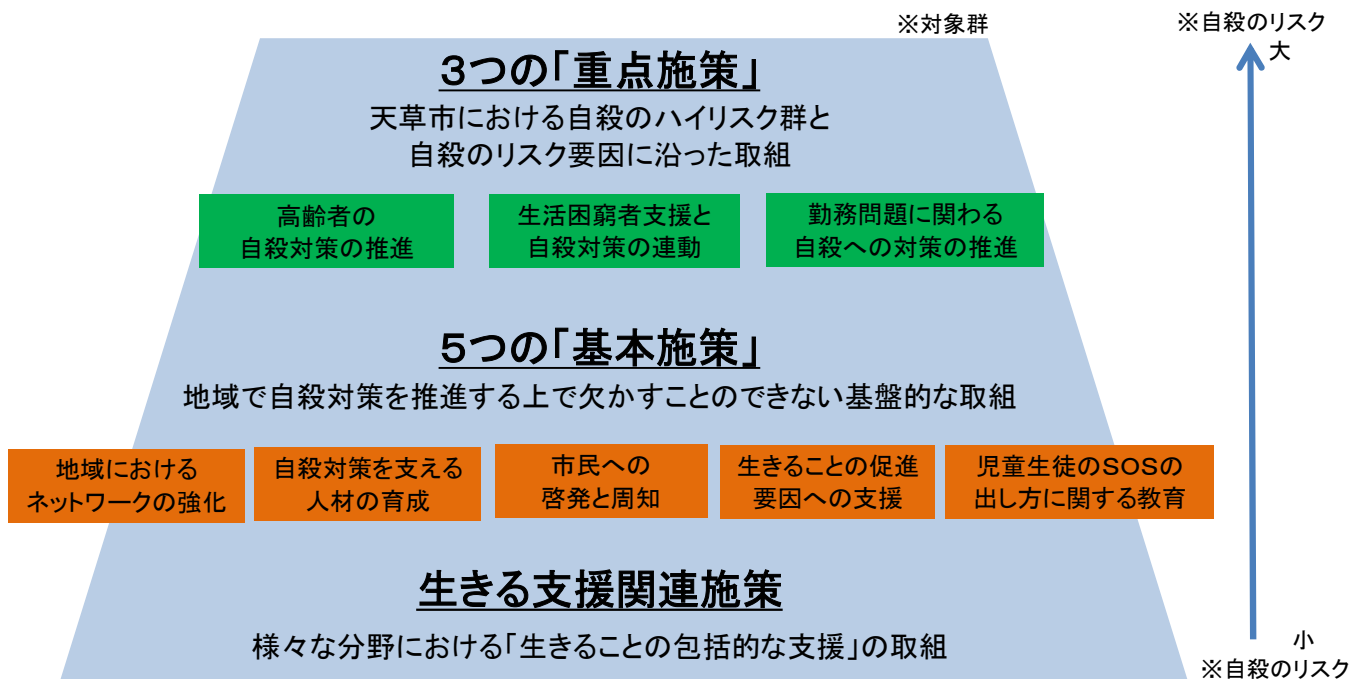 ※対象群
※自殺のリスク
大
3つの「重点施策」
天草市における自殺のハイリスク群と
自殺のリスク要因に沿った取組
高齢者の
自殺対策の推進
生活困窮者支援と
自殺対策の連動
勤務問題に関わる
自殺への対策の推進
5つの「基本施策」
地域で自殺対策を推進する上で欠かすことのできない基盤的な取組
地域における
ネットワークの強化
自殺対策を支える
人材の育成
市民への
啓発と周知
生きることの促進
要因への支援
児童生徒のSOSの
出し方に関する教育
生きる支援関連施策
様々な分野における「生きることの包括的な支援」の取組
小
※自殺のリスク